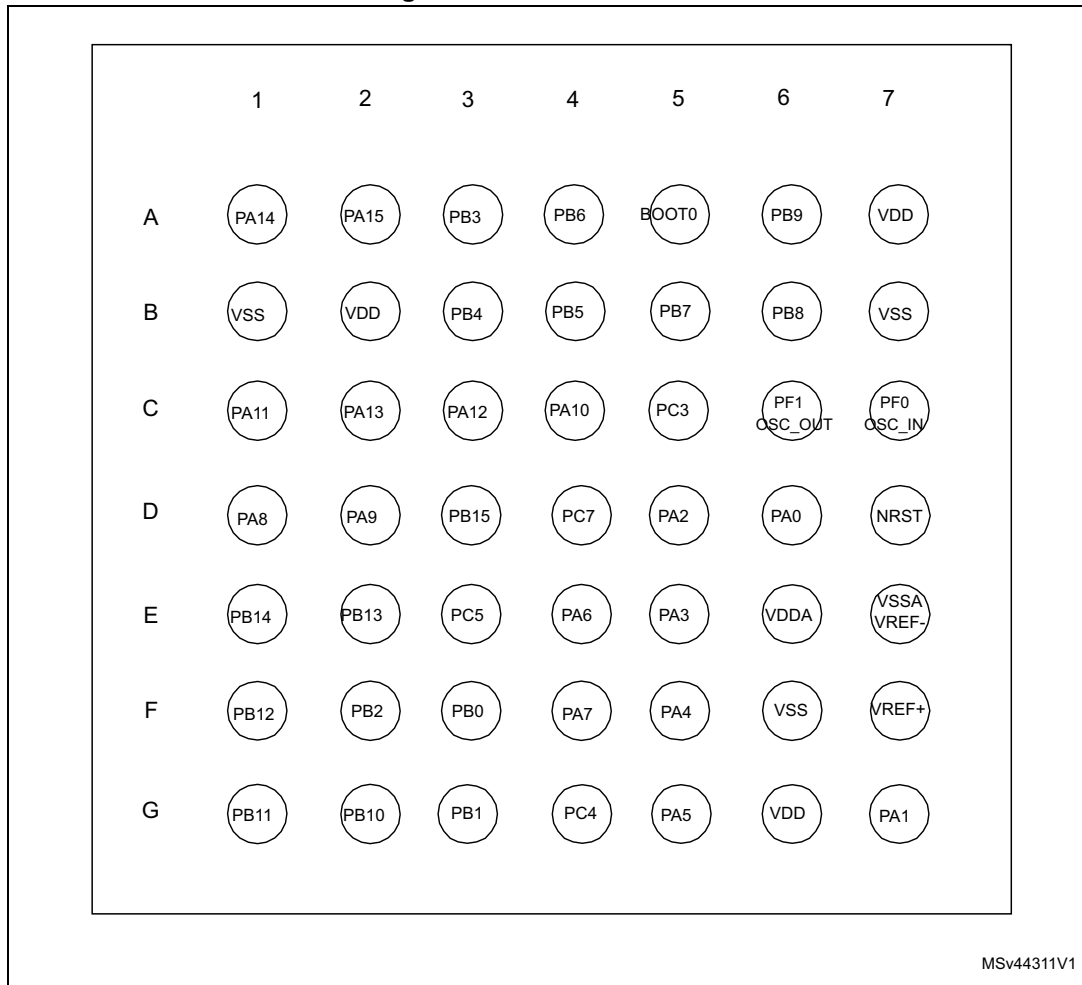 1 2 3 4 5 6 7
A PA14 PA15 PB3 PB6 BOOT0 PB9 VDD
B VSS VDD PB4 PB5 PB7 PB8 VSS
C PA11 PA13 PA12 PA10 PC3 PF1 OSC_OUT PF0 OSC_IN
D PA8 PA9 PB15 PC7 PA2 PA0 NRST
E PB14 PB13 PC5 PA6 PA3 VDDA VSSA VREF-
F PB12 PB2 PB0 PA7 PA4 VSS VREF+
G PB11 PB10 PB1 PC4 PA5 VDD PA1
MSv44311V1